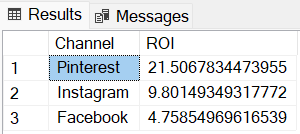 Results Messages
Channel ROI
1 Pinterest 21.5067834473955
2 Instagram 9.80149349317772
3 Facebook 4.75854969616539